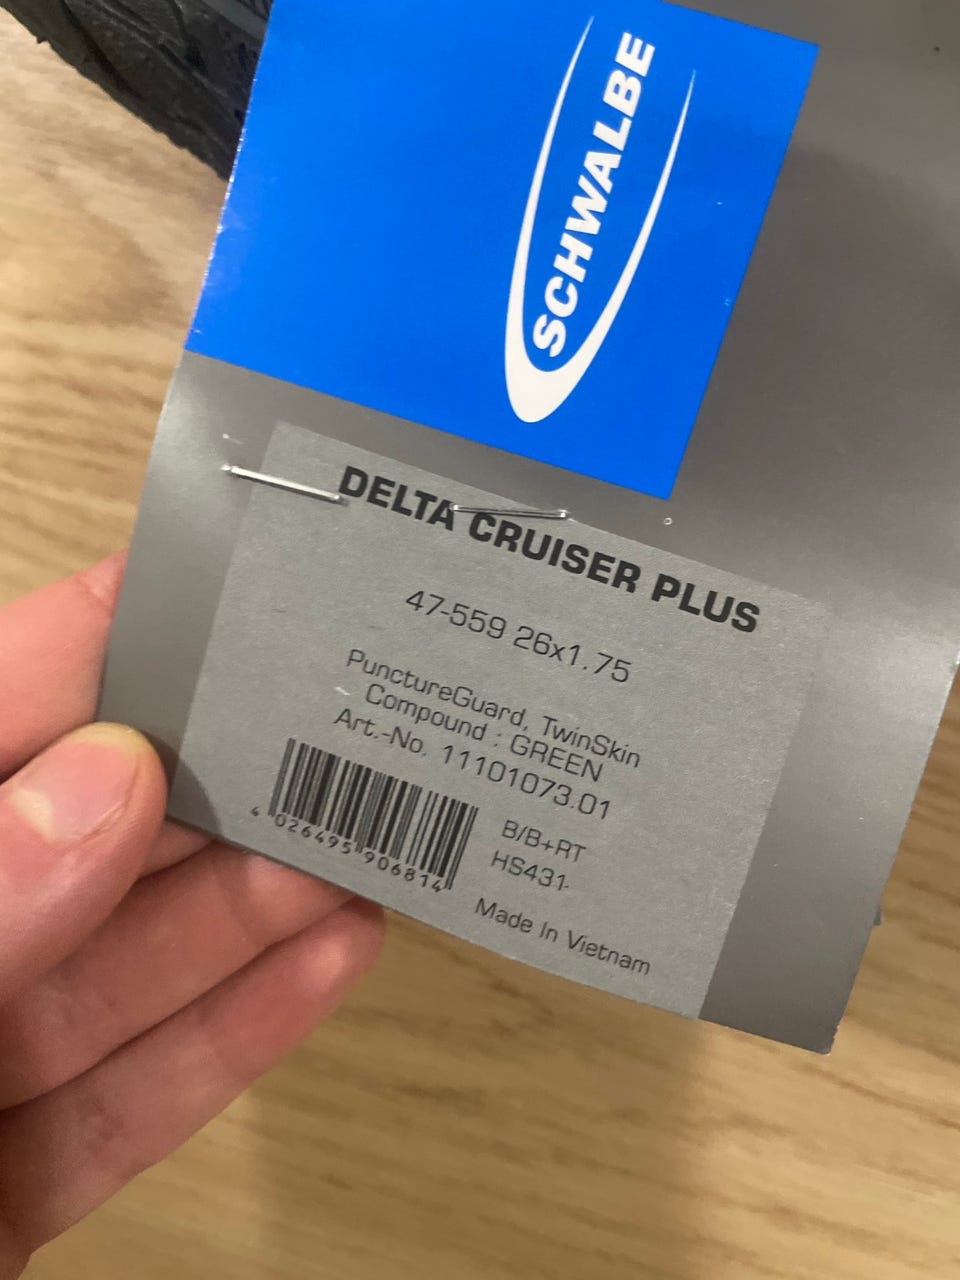 SCHWALBE
DELTA CRUISER PLUS
47-559 26x1.75
PunctureGuard, TwinSkin
Compound : GREEN
Art.-No. 11101073.01
B/B+RT
HS431
4 026495 906814
Made In Vietnam